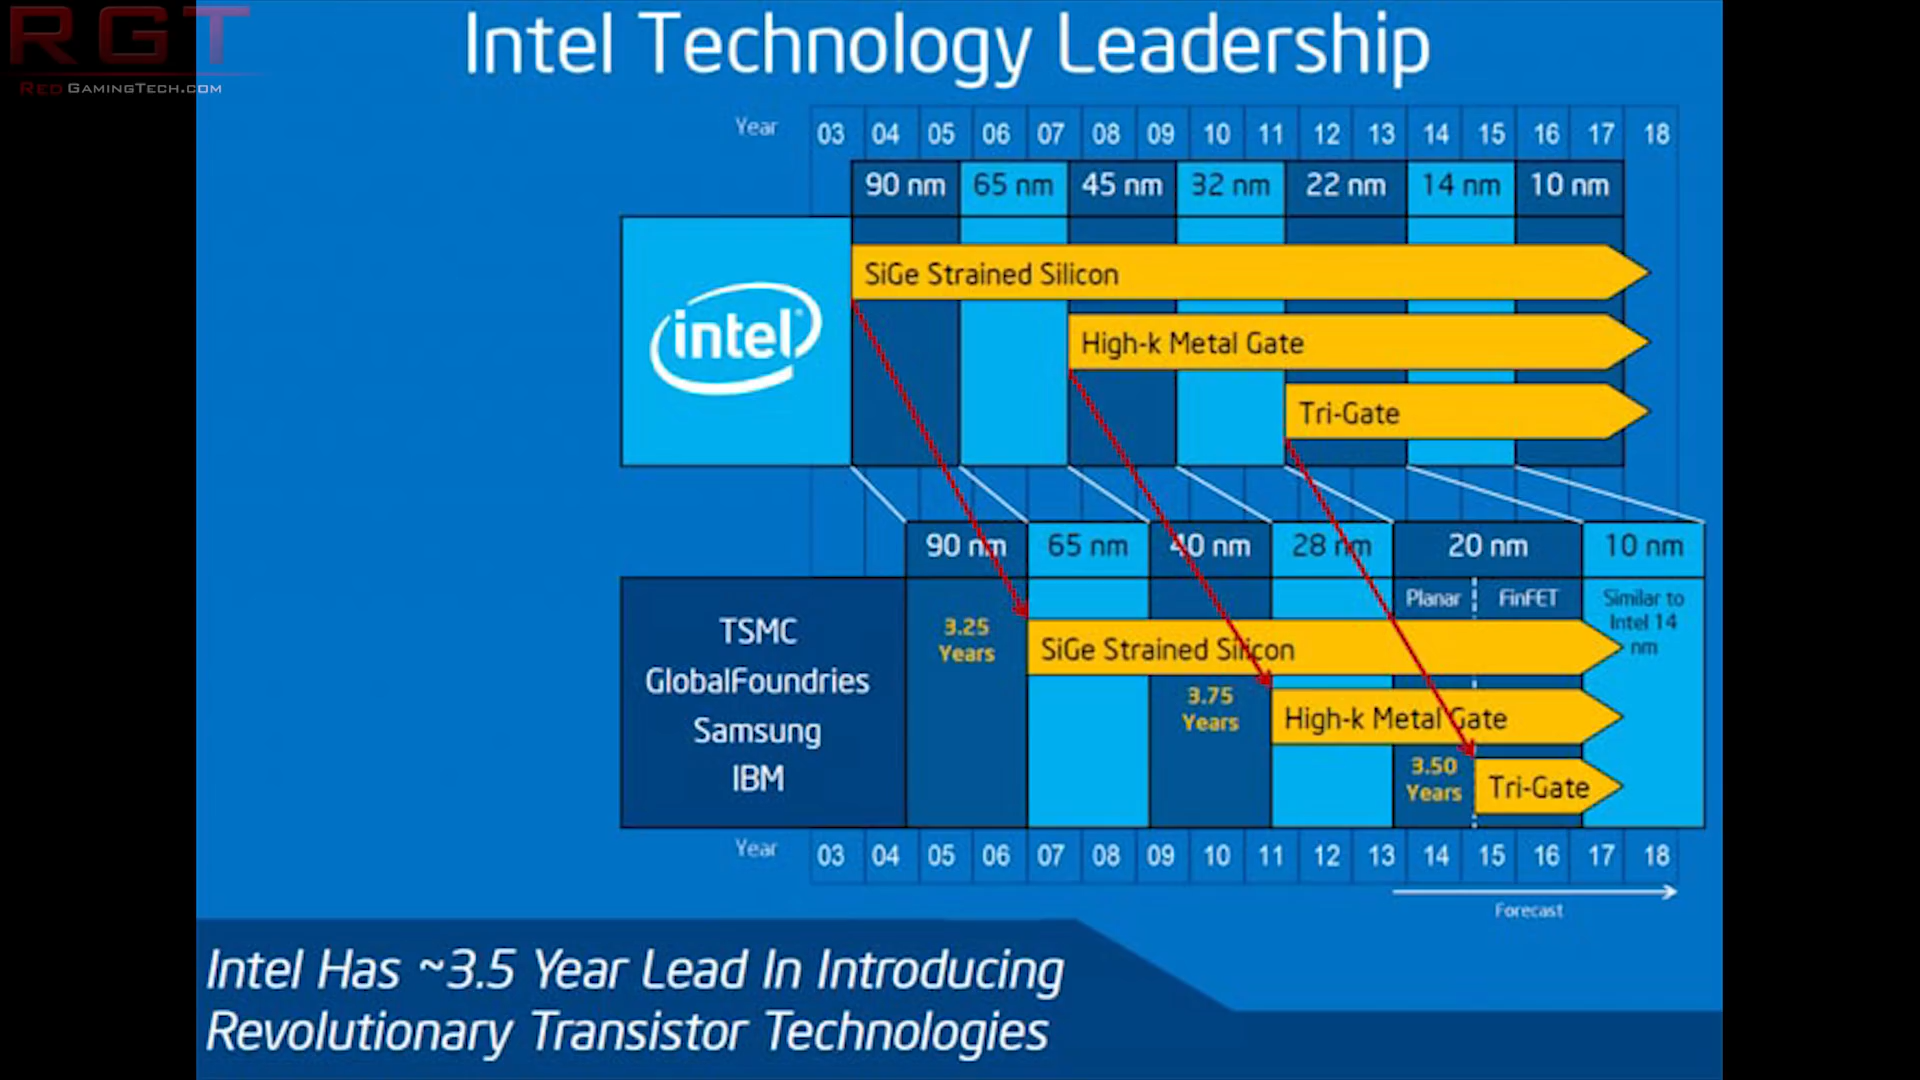 RGT
RedGamingTech.com
Intel Technology Leadership
Year 03 04 05 06 07 08 09 10 11 12 13 14 15 16 17 18
90 nm 65 nm 45 nm 32 nm 22 nm 14 nm 10 nm
intel
SiGe Strained Silicon
High-k Metal Gate
Tri-Gate
90 nm 65 nm 40 nm 28 nm 20 nm 10 nm
Planar FinFET
Similar to
Intel 14
nm
TSMC
GlobalFoundries
Samsung
IBM
3.25
Years
SiGe Strained Silicon
3.75
Years
High-k Metal Gate
3.50
Years
Tri-Gate
Year 03 04 05 06 07 08 09 10 11 12 13 14 15 16 17 18
Forecast
Intel Has ~3.5 Year Lead In Introducing
Revolutionary Transistor Technologies